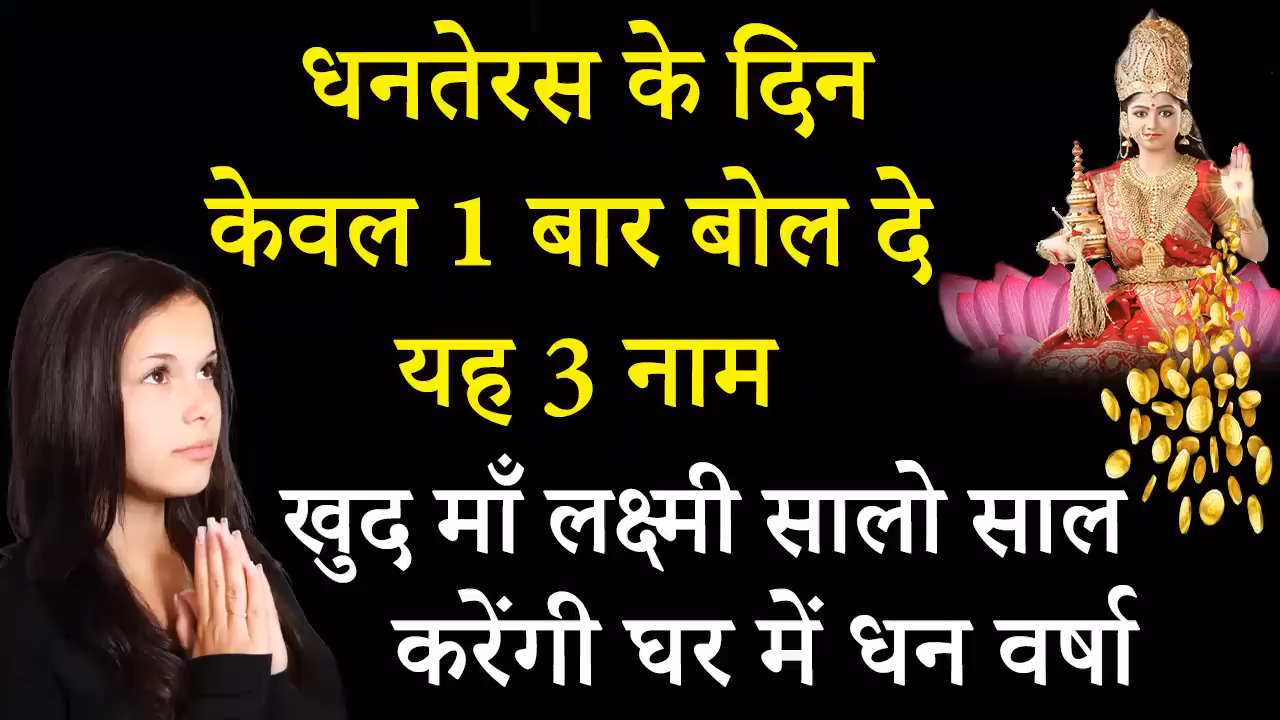 धनतेरस के दिन
केवल 1 बार बोल दे
यह 3 नाम
खुद माँ लक्ष्मी सालो साल
करेंगी घर में धन वर्षा